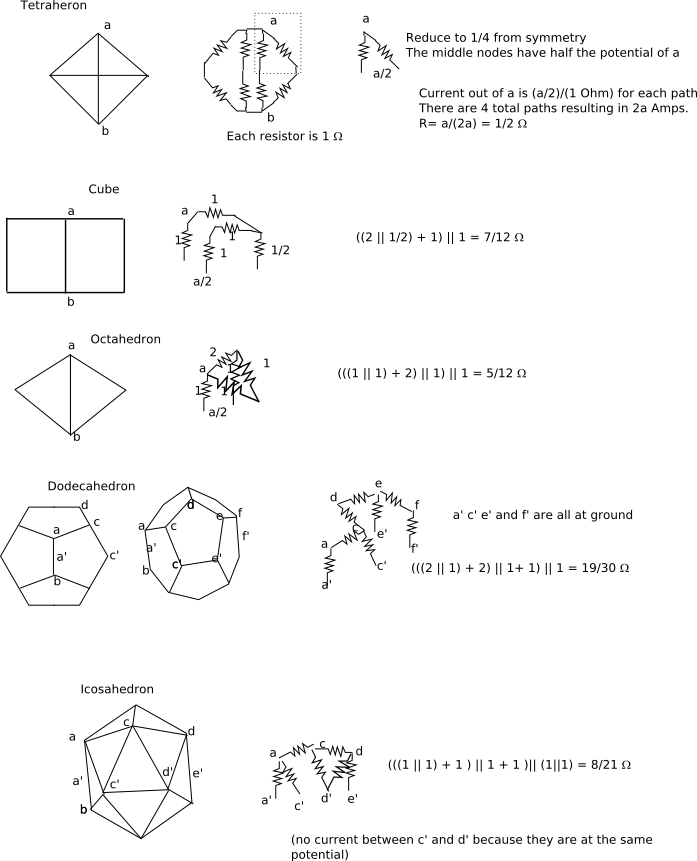 Tetraheron
a
b
a
b
Each resistor is 1 Ω
a
a/2
Reduce to 1/4 from symmetry
The middle nodes have half the potential of a
Current out of a is (a/2)/(1 Ohm) for each path
There are 4 total paths resulting in 2a Amps.
R= a/(2a) = 1/2 Ω
Cube
a
b
1
a
1
1
1
1/2
a/2
((2 || 1/2) + 1) || 1 = 7/12 Ω
Octahedron
a
b
2
1
a
1
1
1
a/2
(((1 || 1) + 2) || 1) || 1 = 5/12 Ω
Dodecahedron
d
c
a
a'
c'
b
d
a
c
e
f
a'
f'
c'
e'
b
e
d
f
c
e'
a
f'
c'
a'
a' c' e' and f' are all at ground
(((2 || 1) + 2) || 1+ 1) || 1 = 19/30 Ω
Icosahedron
c
a
d
a'
c'
d'
e'
b
c
a
d
a'
c'
d'
e'
(((1 || 1) + 1 ) || 1 + 1 )|| (1||1) = 8/21 Ω
(no current between c' and d' because they are at the same
potential)